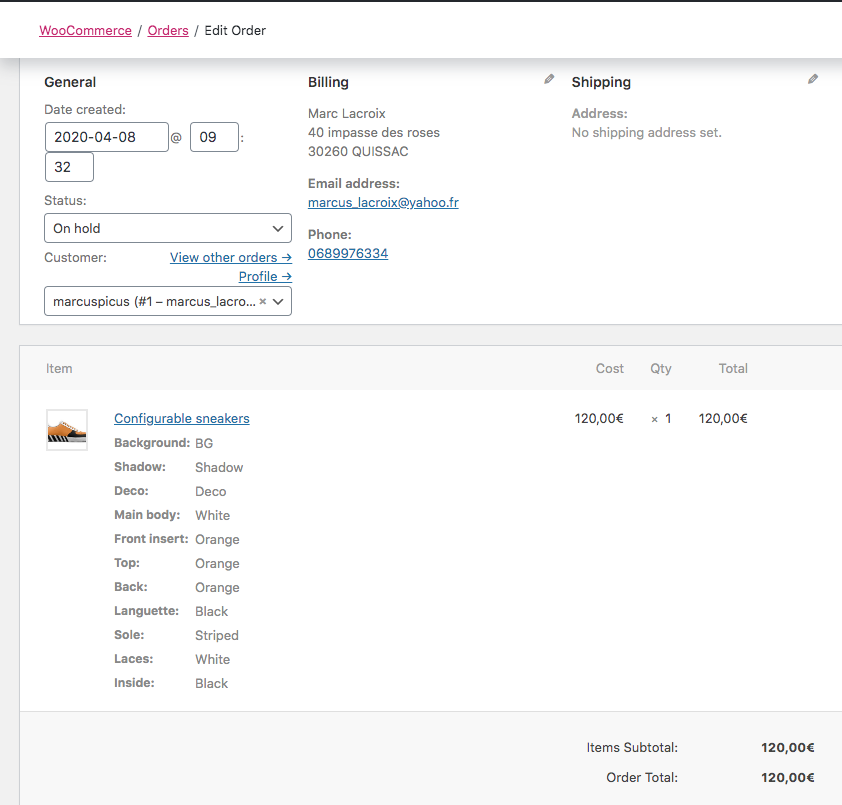 WooCommerce / Orders / Edit Order
General
Date created:
2020-04-08 @ 09 :
32
Status:
On hold
Customer: View other orders →
Profile →
marcuspicus (#1 – marcus_lacro... × 
Billing
Marc Lacroix
40 impasse des roses
30260 QUISSAC
Email address:
marcus_lacroix@yahoo.fr
Phone:
0689976334
Shipping
Address:
No shipping address set.
Item Cost Qty Total
Configurable sneakers 120,00€ × 1 120,00€
Background: BG
Shadow: Shadow
Deco: Deco
Main body: White
Front insert: Orange
Top: Orange
Back: Orange
Languette: Black
Sole: Striped
Laces: White
Inside: Black
Items Subtotal: 120,00€
Order Total: 120,00€